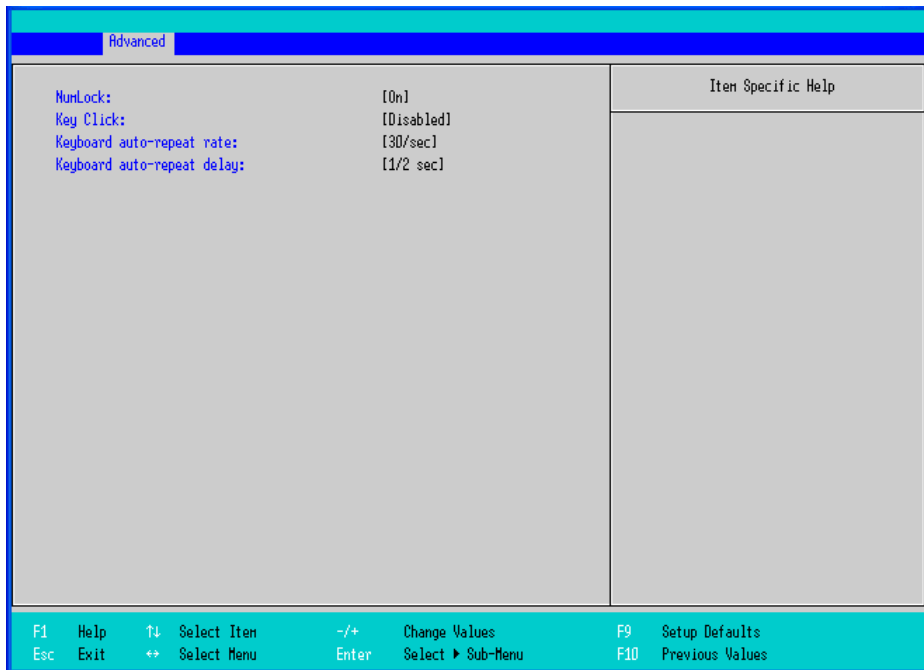 Advanced
NumLock: [On]
Key Click: [Disabled]
Keyboard auto-repeat rate: [30/sec]
Keyboard auto-repeat delay: [1/2 sec]
Item Specific Help
F1 Help ↑↓ Select Item -/+ Change Values F9 Setup Defaults
Esc Exit ↔ Select Menu Enter Select ▶ Sub-Menu F10 Previous Values